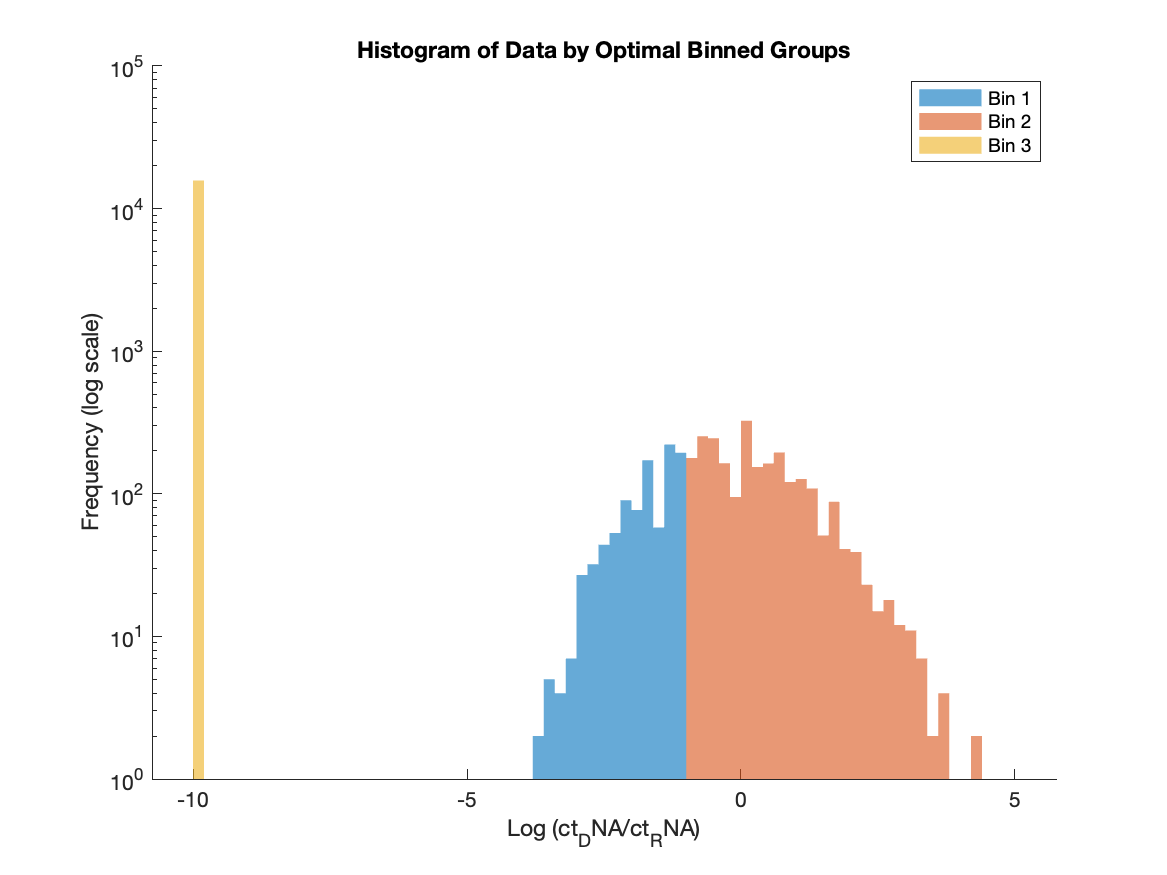 Histogram of Data by Optimal Binned Groups
Bin 1
Bin 2
Bin 3
Frequency (log scale)
10^5
10^4
10^3
10^2
10^1
10^0
-10 -5 0 5
Log (ct_DNA/ct_RNA)